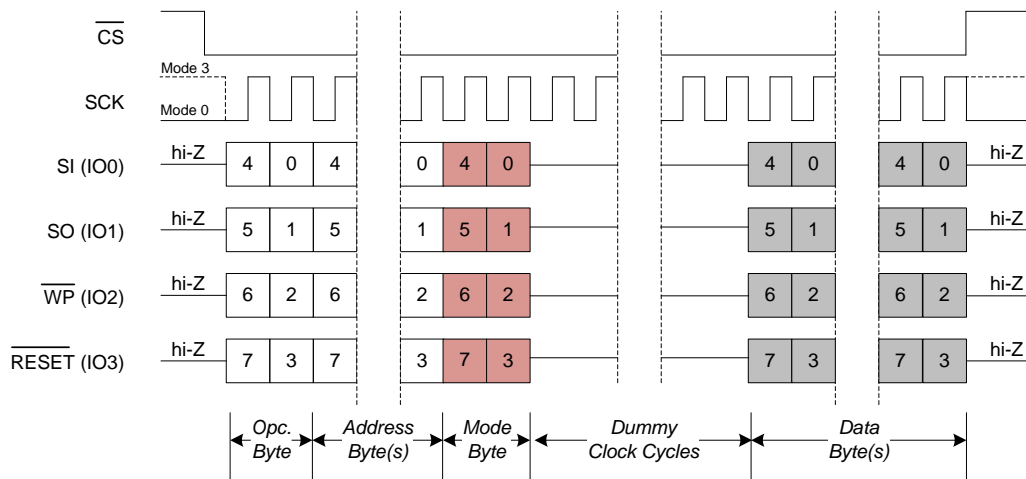 C̅S̅
Mode 3
SCK
Mode 0
SI (IO0) hi-Z 4 0 4 0 4 0 4 0 4 0 hi-Z
SO (IO1) hi-Z 5 1 5 1 5 1 5 1 5 1 hi-Z
W̅P̅ (IO2) hi-Z 6 2 6 2 6 2 6 2 6 2 hi-Z
R̅E̅S̅E̅T̅ (IO3) hi-Z 7 3 7 3 7 3 7 3 7 3 hi-Z
Opc. Address Mode Dummy Data
Byte Byte(s) Byte Clock Cycles Byte(s)